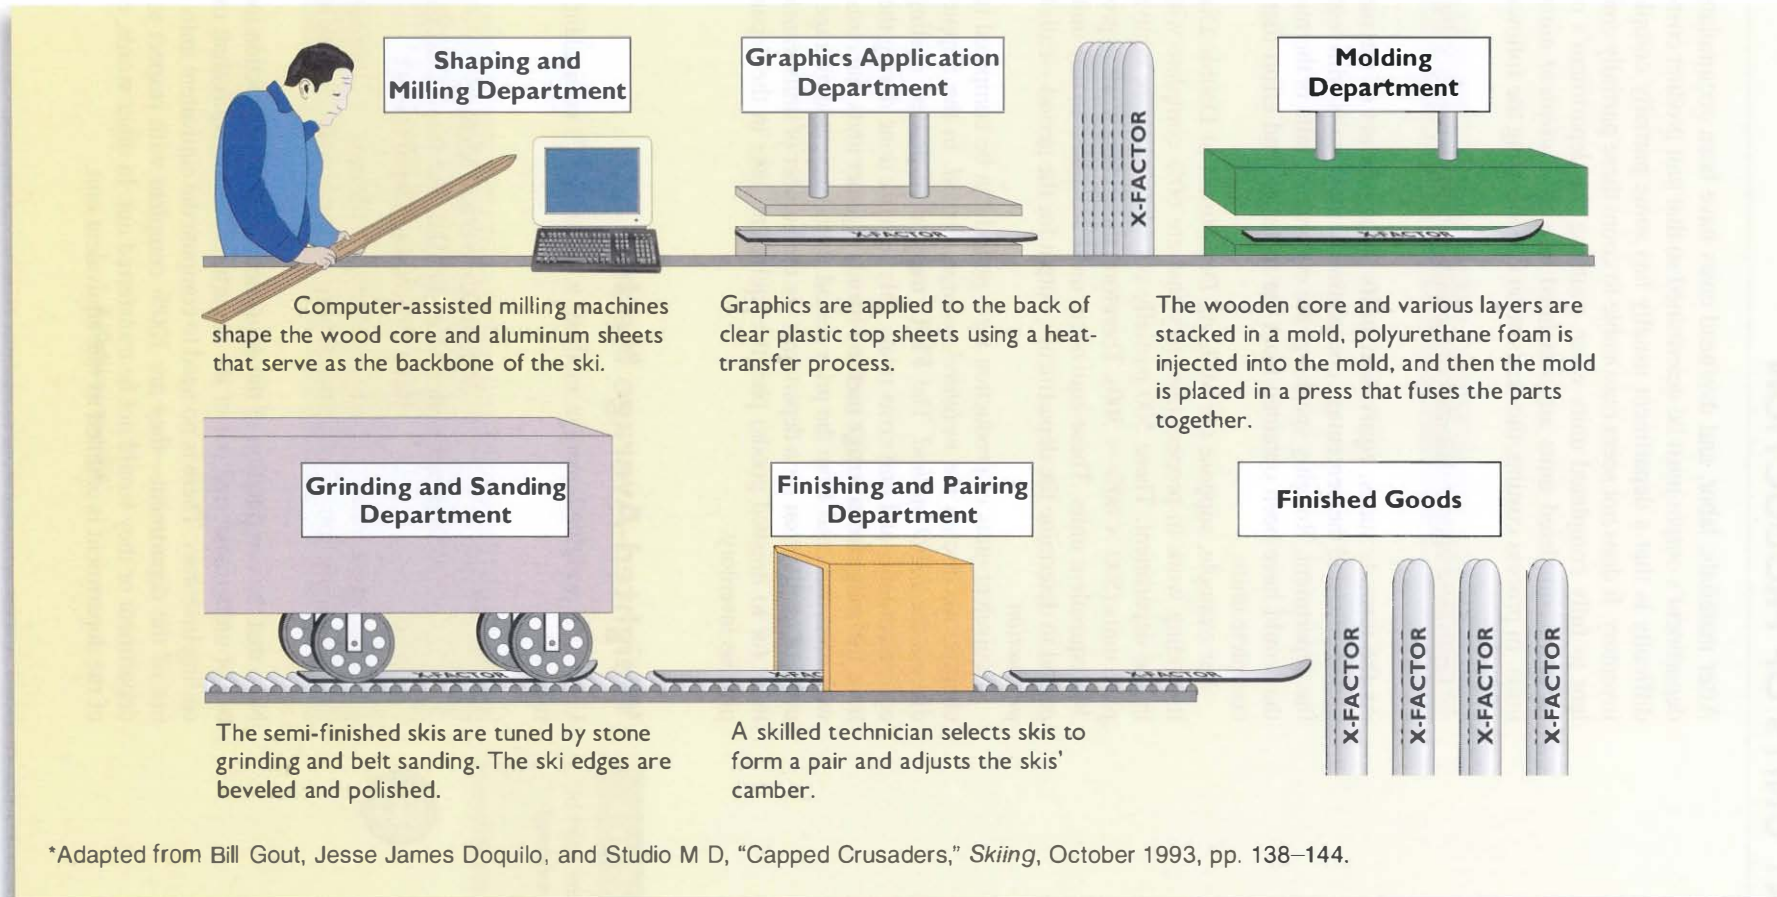 Shaping and
Milling Department
Graphics Application
Department
X-FACTOR
Molding
Department
X-FACTOR
X-FACTOR
Computer-assisted milling machines
shape the wood core and aluminum sheets
that serve as the backbone of the ski.
Graphics are applied to the back of
clear plastic top sheets using a heat-
transfer process.
The wooden core and various layers are
stacked in a mold, polyurethane foam is
injected into the mold, and then the mold
is placed in a press that fuses the parts
together.
Grinding and Sanding
Department
Finishing and Pairing
Department
Finished Goods
X-FACTOR
X-FAC
X-FACTOR
X-FACTOR
X-FACTOR
X-FACTOR
X-FACTOR
The semi-finished skis are tuned by stone
grinding and belt sanding. The ski edges are
beveled and polished.
A skilled technician selects skis to
form a pair and adjusts the skis'
camber.
*Adapted from Bill Gout, Jesse James Doquilo, and Studio M D, “Capped Crusaders,” Skiing, October 1993, pp. 138–144.